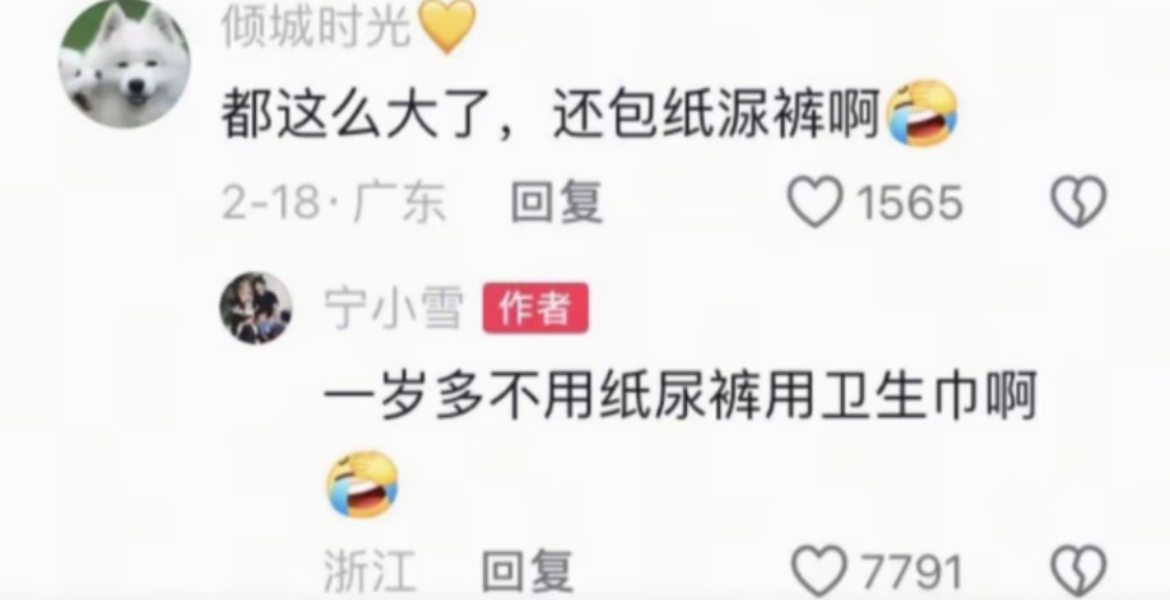 倾城时光💛
都这么大了，还包纸尿裤啊🤣
2-18·广东 回复 1565
宁小雪 作者
一岁多不用纸尿裤用卫生巾啊
🤣
浙江 回复 7791